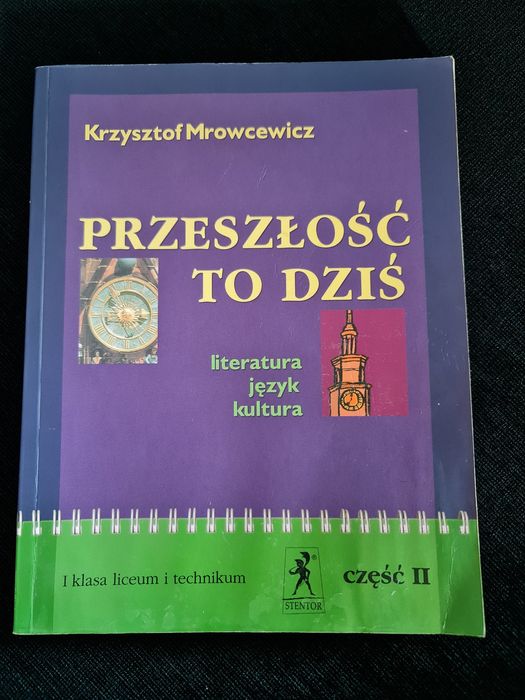 Krzysztof Mrowcewicz
PRZESZŁOŚĆ
TO DZIŚ
literatura
język
kultura
I klasa liceum i technikum
®
STENTOR
część II